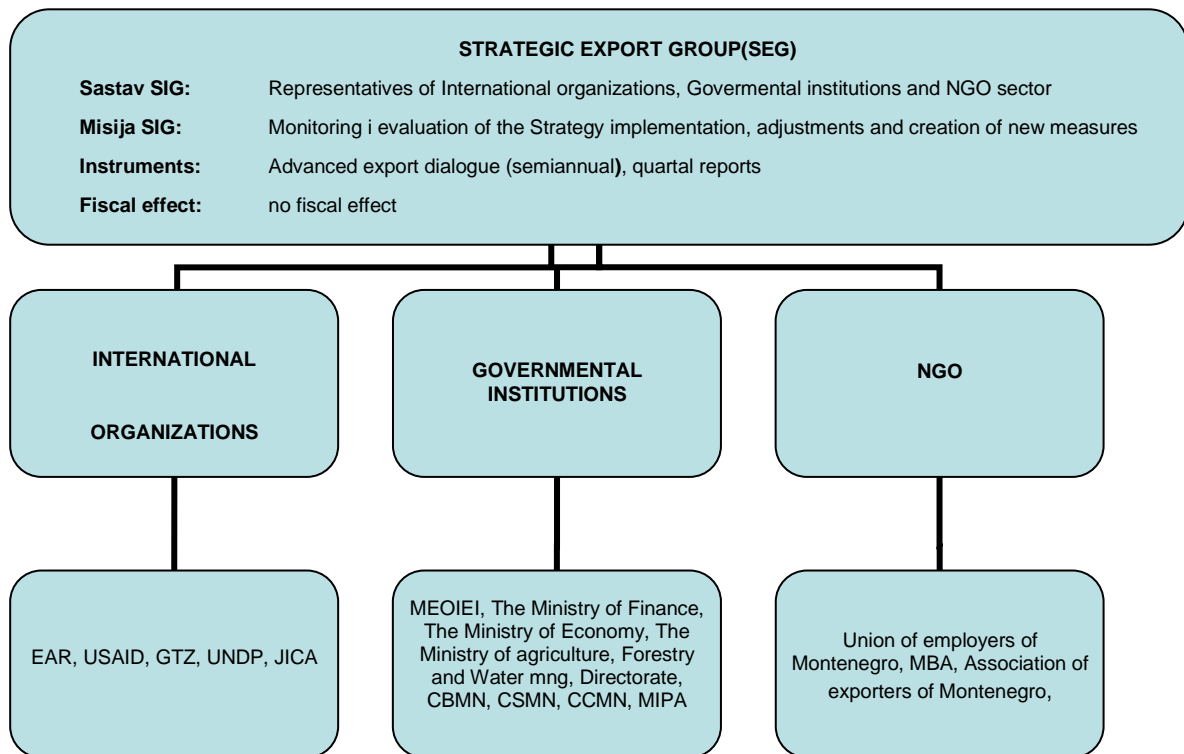 STRATEGIC EXPORT GROUP(SEG)
Sastav SIG: Representatives of International organizations, Govermental institutions and NGO sector
Misija SIG: Monitoring i evaluation of the Strategy implementation, adjustments and creation of new measures
Instruments: Advanced export dialogue (semiannual), quartal reports
Fiscal effect: no fiscal effect
INTERNATIONAL
ORGANIZATIONS
GOVERNMENTAL
INSTITUTIONS
NGO
EAR, USAID, GTZ, UNDP, JICA
MEOIEI, The Ministry of Finance,
The Ministry of Economy, The
Ministry of agriculture, Forestry
and Water mng, Directorate,
CBMN, CSMN, CCMN, MIPA
Union of employers of
Montenegro, MBA, Association of
exporters of Montenegro,